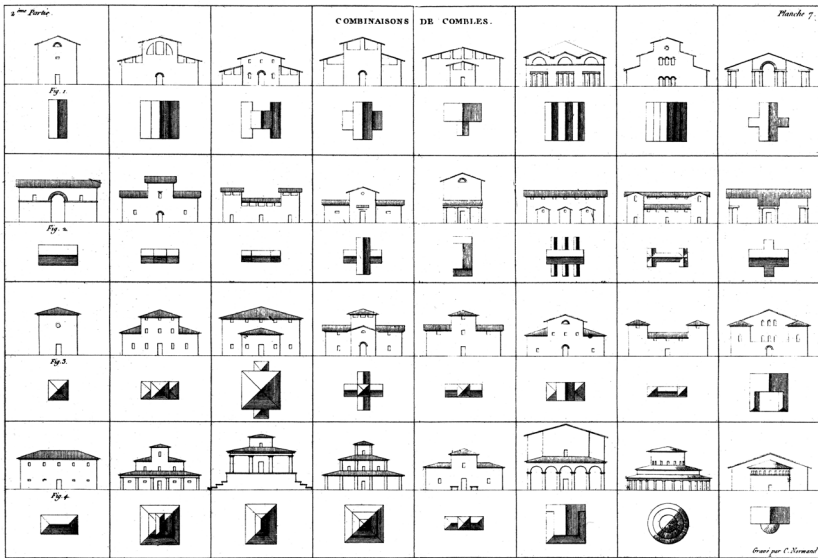 2ème Partie.
COMBINAISONS DE COMBLES.
Planche 7.
Fig. 1.
Fig. 2.
Fig. 3.
Fig. 4.
Gravé par C. Normand